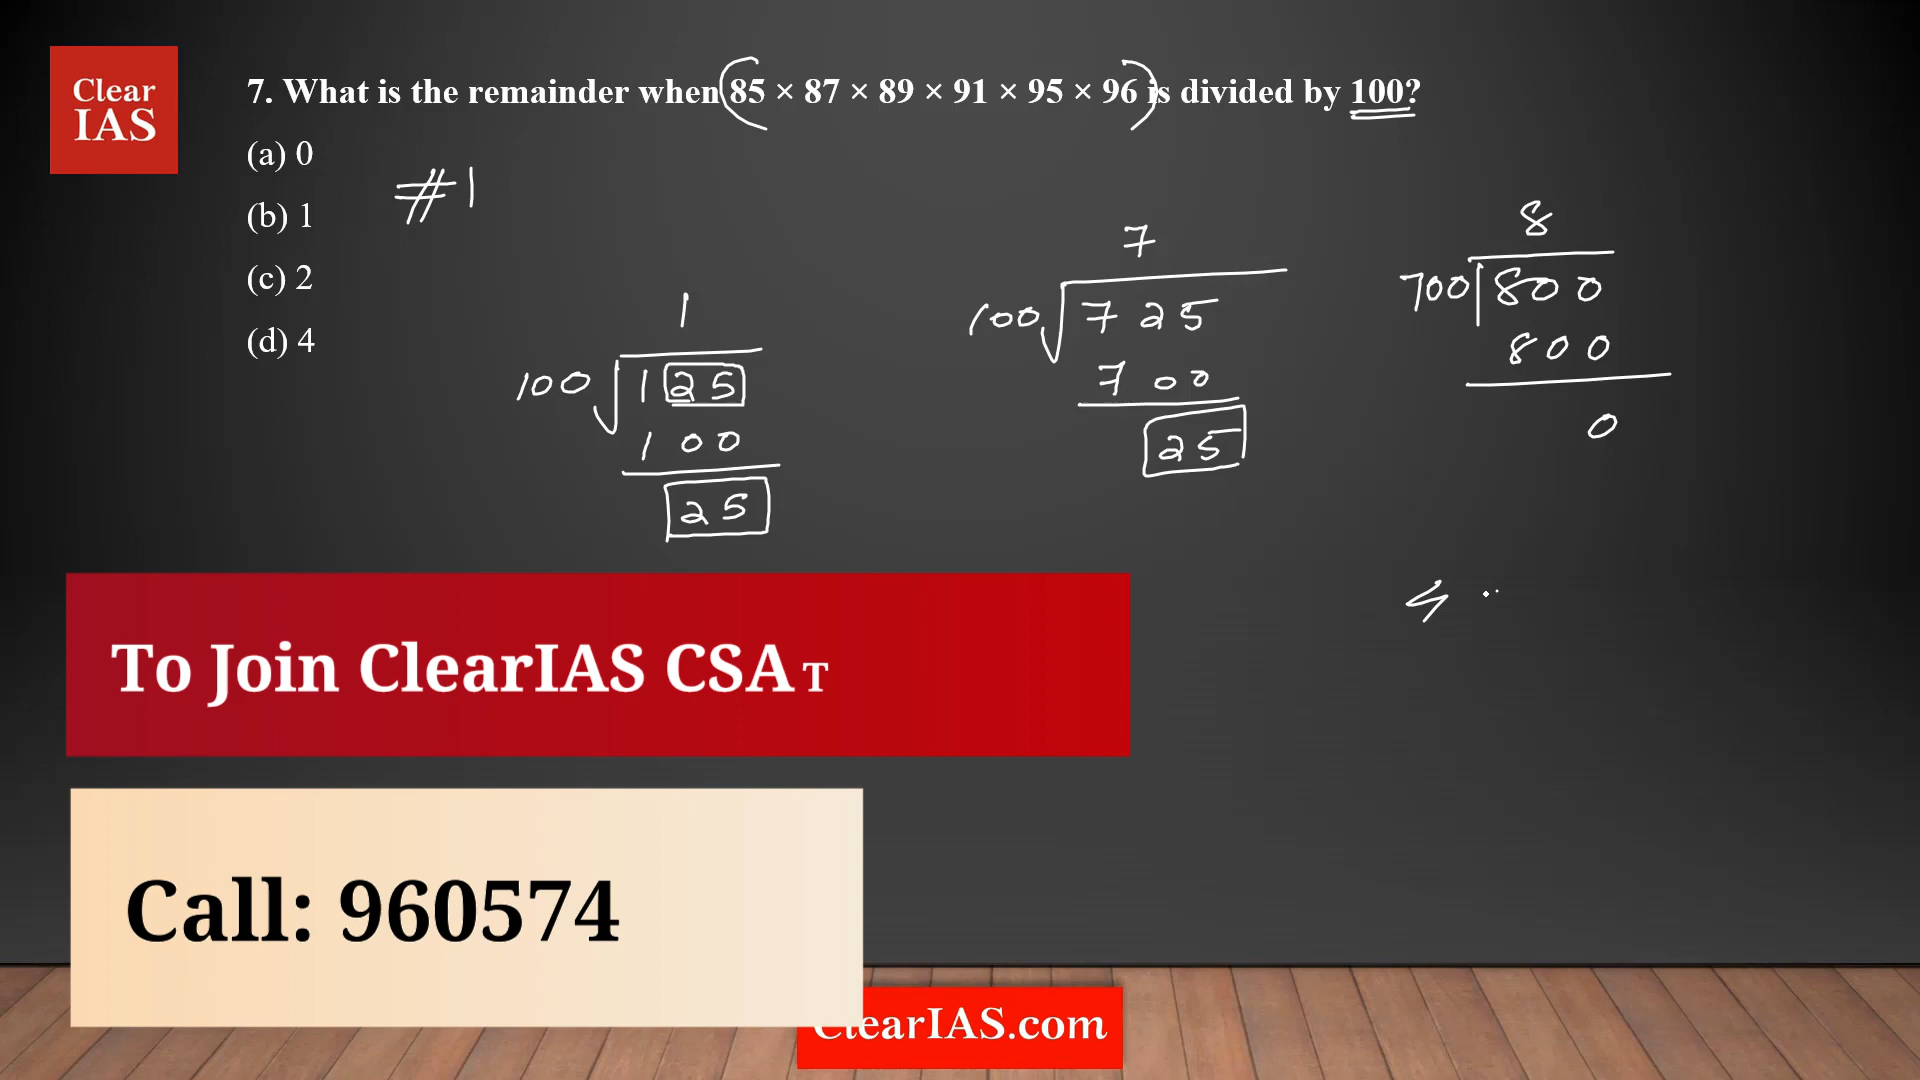 Clear
IAS
7. What is the remainder when 85 × 87 × 89 × 91 × 95 × 96 is divided by 100?
(a) 0
(b) 1
(c) 2
(d) 4
#1
1
100 125
100
25
7
100 725
700
25
8
700 800
800
0
4
To Join ClearIAS CSAT
Call: 960574
ClearIAS.com